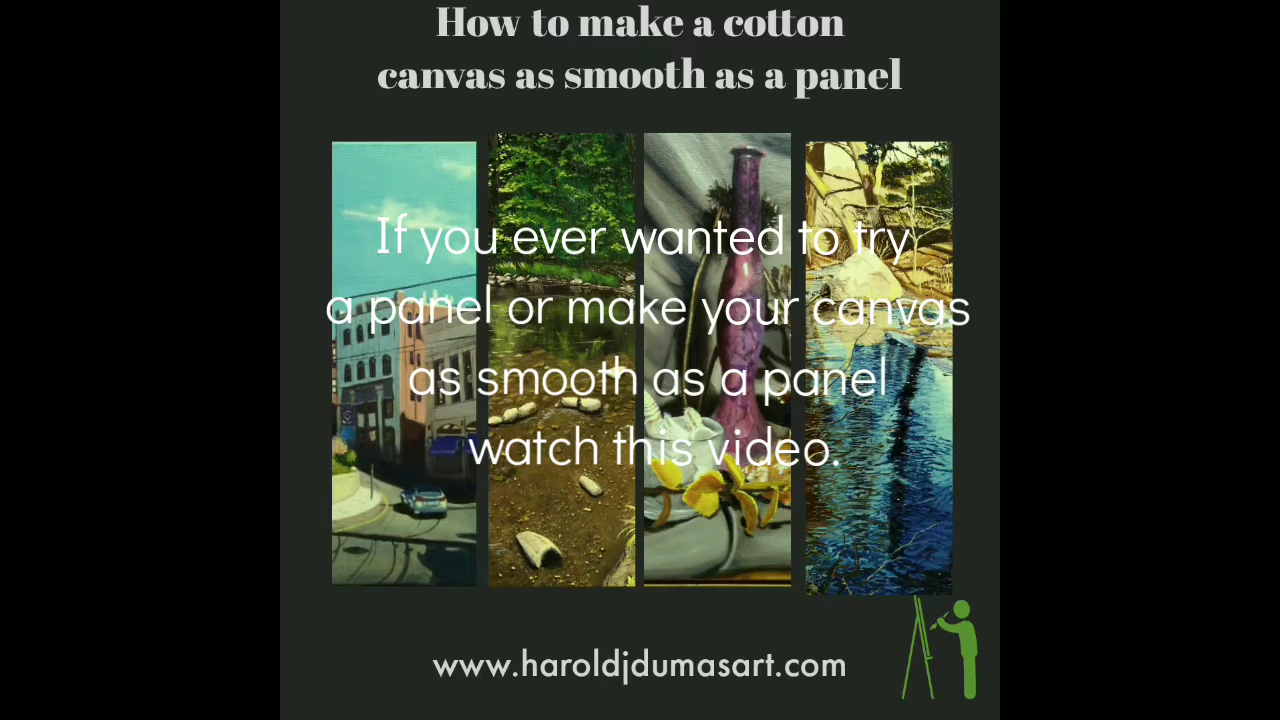 How to make a cotton
canvas as smooth as a panel
If you ever wanted to try
a panel or make your canvas
as smooth as a panel
watch this video.
www.haroldjdumasart.com